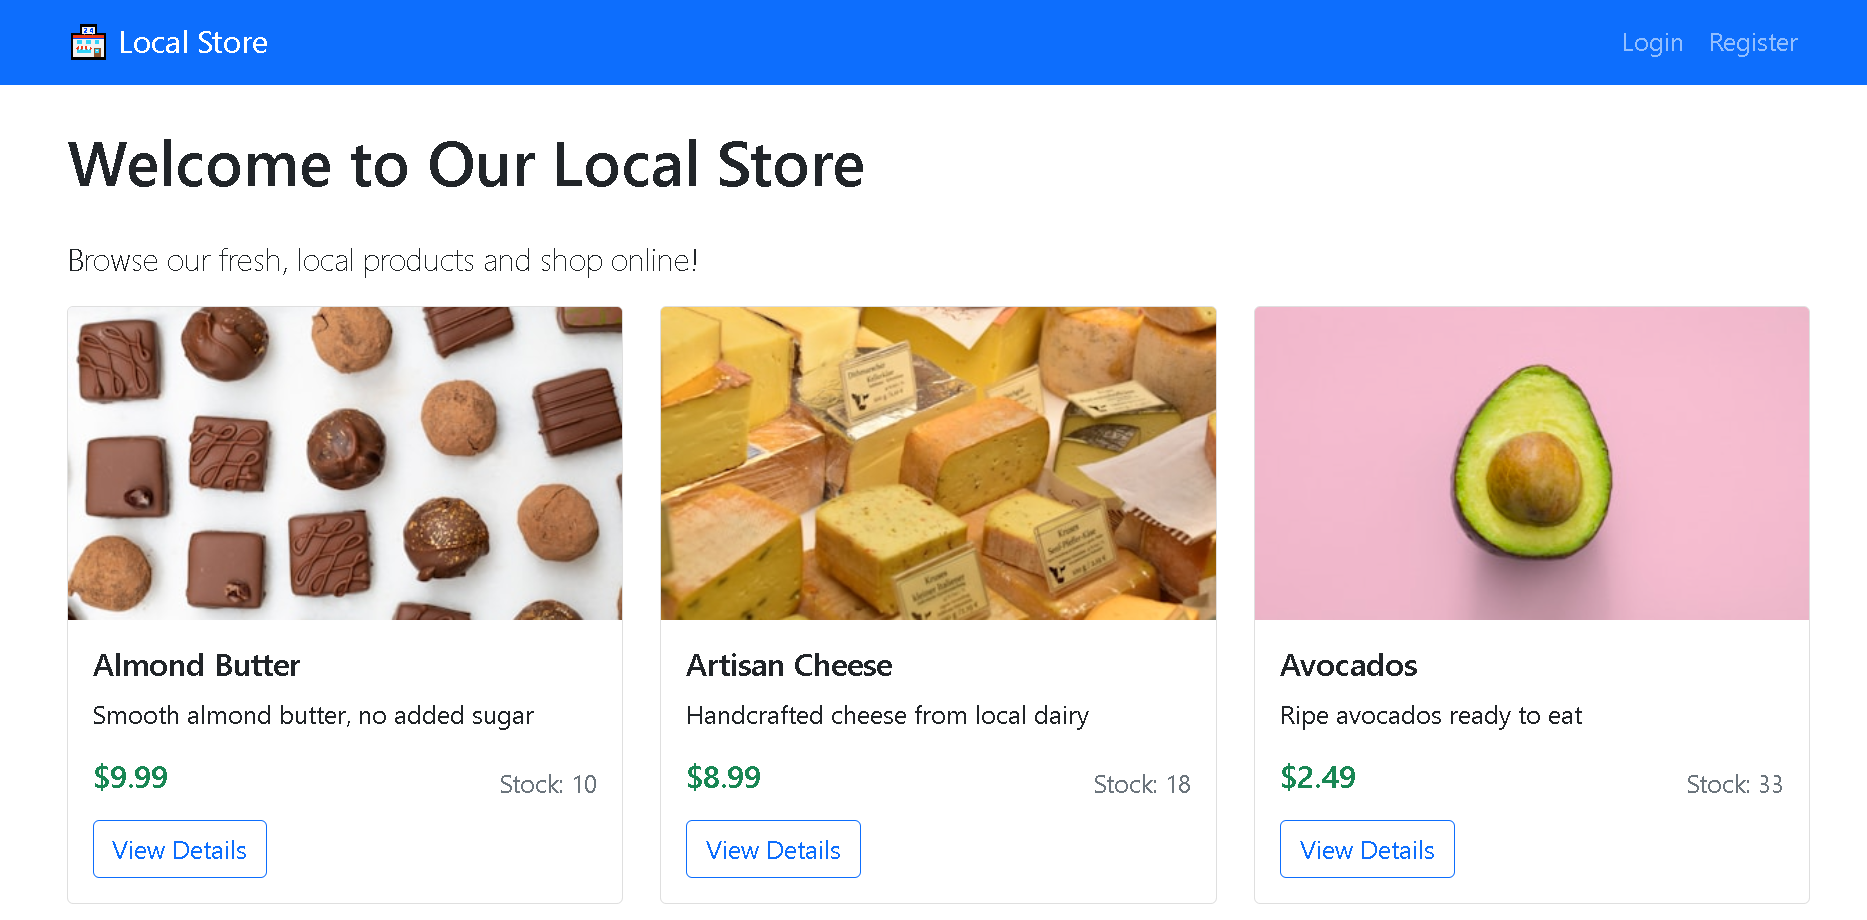 Local Store
Login Register
Welcome to Our Local Store
Browse our fresh, local products and shop online!
Almond Butter
Smooth almond butter, no added sugar
$9.99
Stock: 10
View Details
Artisan Cheese
Handcrafted cheese from local dairy
$8.99
Stock: 18
View Details
Avocados
Ripe avocados ready to eat
$2.49
Stock: 33
View Details